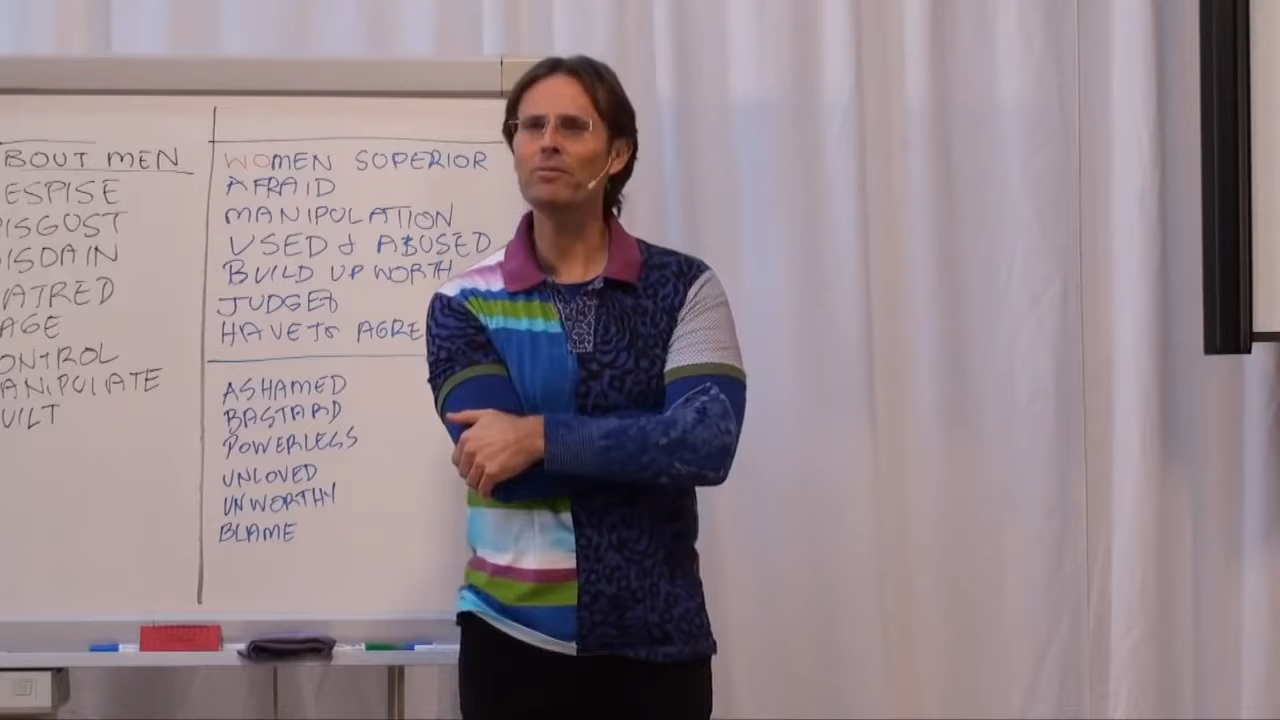 BOUT MEN
ESPISE
ISGUST
ISDAIN
ATRED
AGE
ONTROL
ANIPULATE
UILT
WOMEN SUPERIOR
AFRAID
MANIPULATION
USED & ABUSED
BUILD UP WORTH
JUDGED
HAVE TO AGRE
ASHAMED
BASTARD
POWERLESS
UNLOVED
UNWORTHY
BLAME